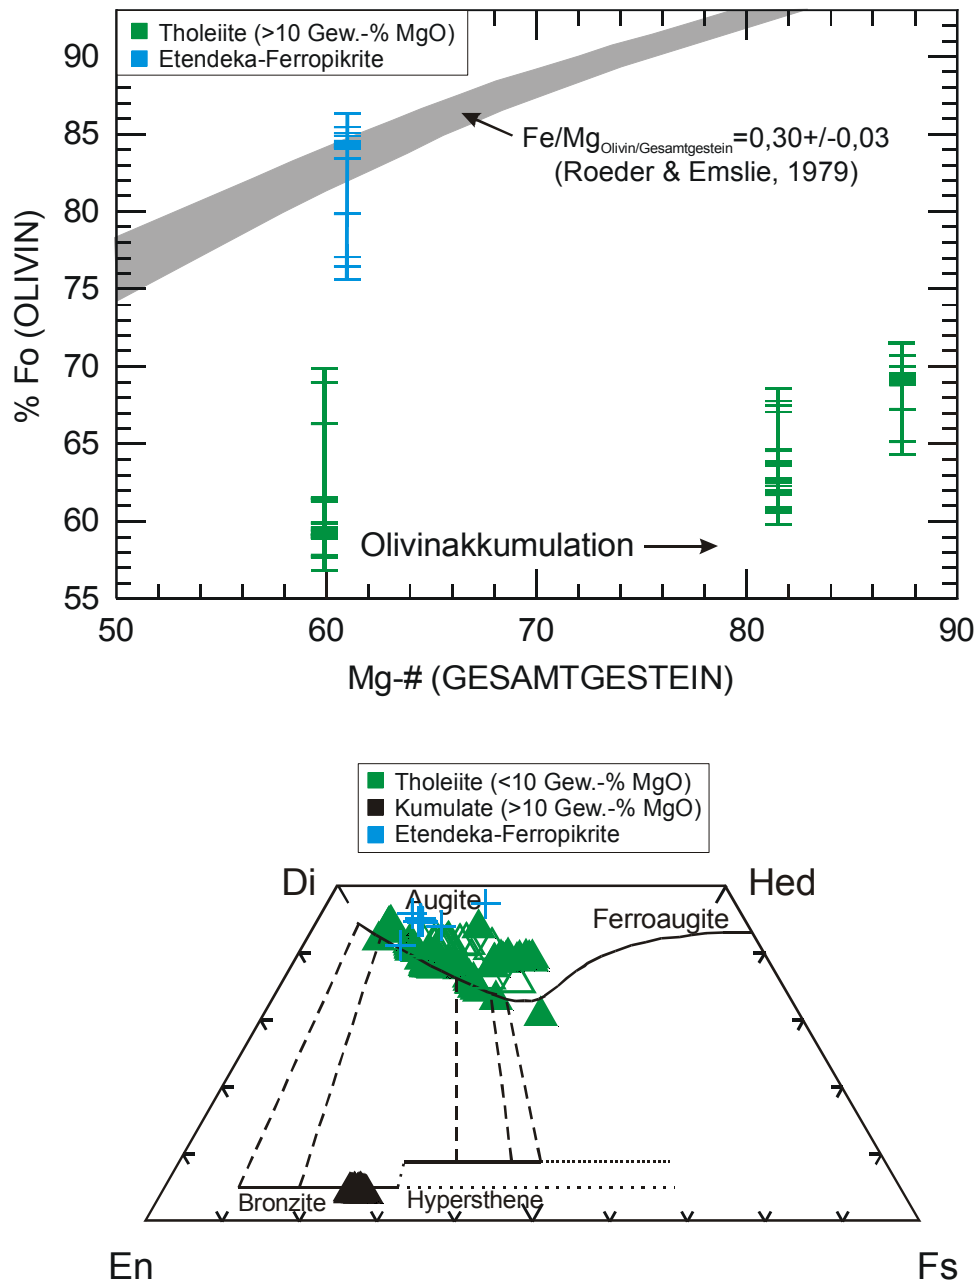 Tholeiite (>10 Gew.-% MgO)
Etendeka-Ferropikrite
90
85
80
75
70
65
60
55
% Fo (OLIVIN)
Fe/Mg Olivin/Gesamtgestein=0,30+/-0,03
(Roeder & Emslie, 1979)
Olivinakkumulation
50
60
70
80
90
Mg-# (GESAMTGESTEIN)
Tholeiite (<10 Gew.-% MgO)
Kumulate (>10 Gew.-% MgO)
Etendeka-Ferropikrite
Di
Hed
Augite
Ferroaugite
Bronzite
Hypersthene
En
Fs